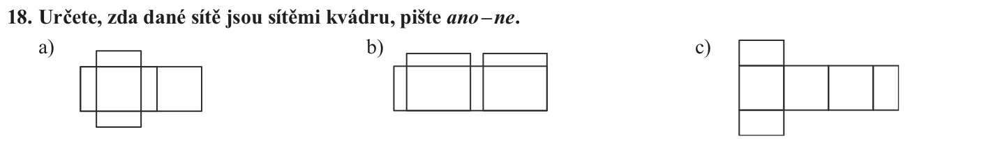 18. Určete, zda dané sítě jsou sítěmi kvádru, pište ano–ne.
a) b) c)